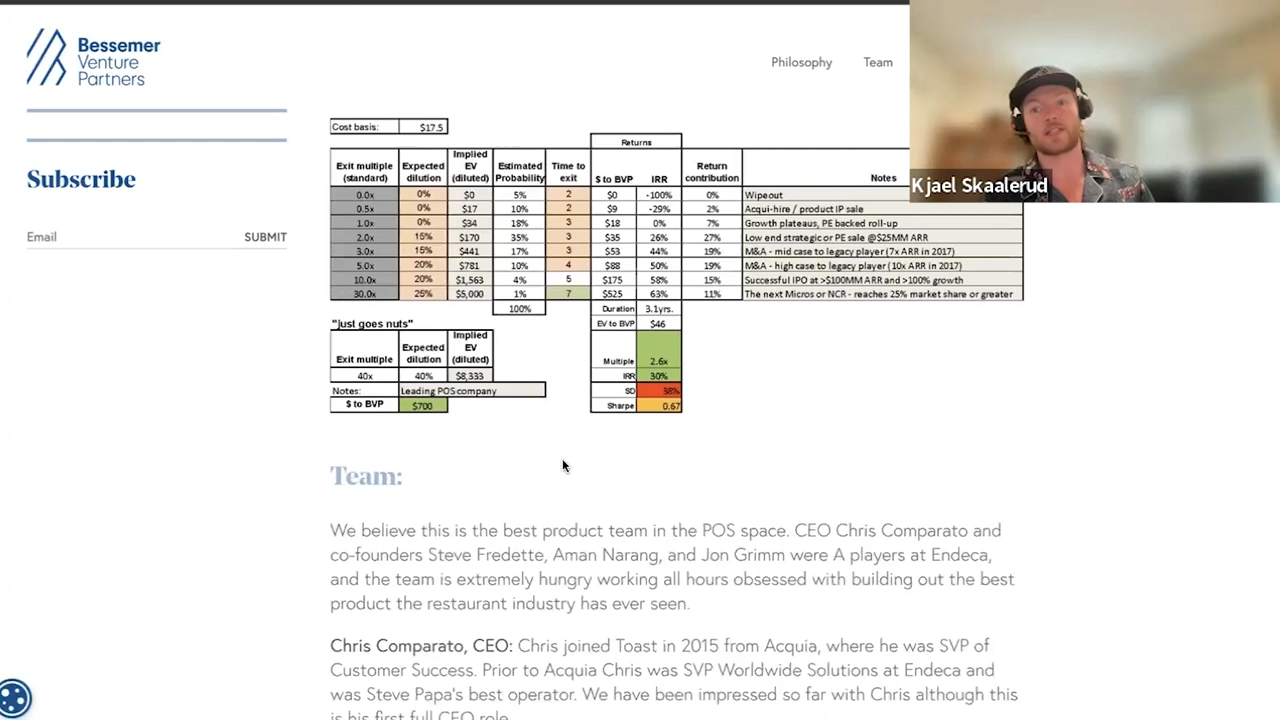 Bessemer
Venture
Partners
Philosophy
Team
Kjael Skaalerud
Subscribe
Email
SUBMIT
Cost basis: $17.5
Returns
Exit multiple (standard) Expected dilution Implied EV (diluted) Estimated Probability Time to exit $ to BVP IRR Return contribution Notes
0.0x 0% $0 5% 2 $0 -100% 0% Wipeout
0.5x 0% $17 10% 2 $9 -29% 2% Acqui-hire / product IP sale
1.0x 0% $34 18% 3 $18 0% 7% Growth plateaus, PE backed roll-up
2.0x 15% $170 35% 3 $35 26% 27% Low end strategic or PE sale @$25MM ARR
3.0x 15% $441 17% 3 $53 44% 19% M&A - mid case to legacy player (7x ARR in 2017)
5.0x 20% $781 10% 4 $88 50% 19% M&A - high case to legacy player (10x ARR in 2017)
10.0x 20% $1,563 4% 5 $175 58% 15% Successful IPO at >$100MM ARR and >100% growth
30.0x 25% $5,000 1% 7 $525 63% 11% The next Micros or NCR - reaches 25% market share or greater
100% Duration 3.1yrs.
"just goes nuts" EV to BVP $46
Exit multiple Expected dilution Implied EV (diluted) Multiple 2.6x
40x 40% $8,333 IRR 30%
Notes: Leading POS company SD 38%
$ to BVP $700 Sharpe 0.67
Team:
We believe this is the best product team in the POS space. CEO Chris Comparato and
co-founders Steve Fredette, Aman Narang, and Jon Grimm were A players at Endeca,
and the team is extremely hungry working all hours obsessed with building out the best
product the restaurant industry has ever seen.
Chris Comparato, CEO: Chris joined Toast in 2015 from Acquia, where he was SVP of
Customer Success. Prior to Acquia Chris was SVP Worldwide Solutions at Endeca and
was Steve Papa's best operator. We have been impressed so far with Chris although this
is his first full CEO role.